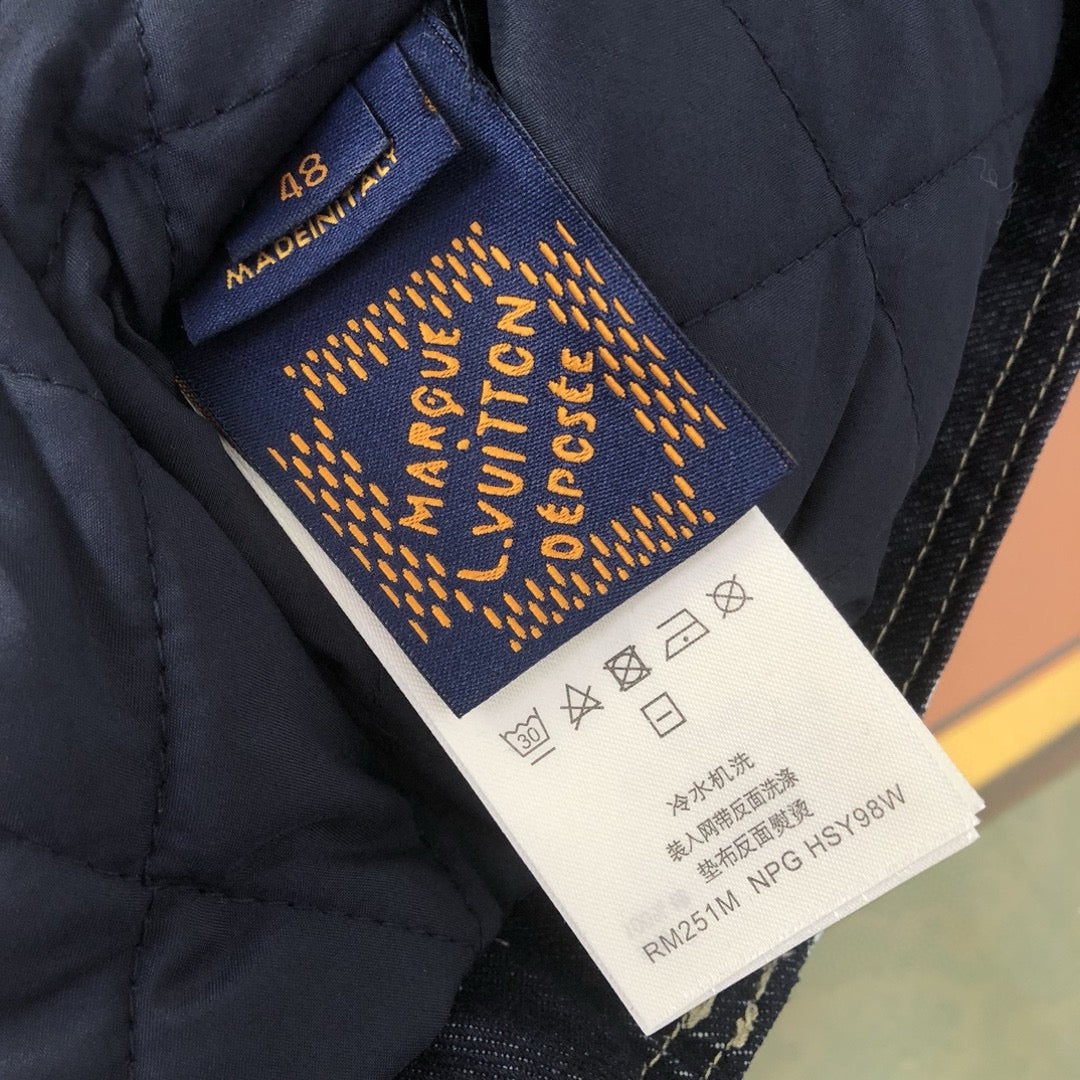 48
MADEINITALY
MARQUE
L.VUITTON
DÉPOSÉE
30
冷水机洗
装入网带反面洗涤
垫布反面熨烫
RM251M NPG HSY98W